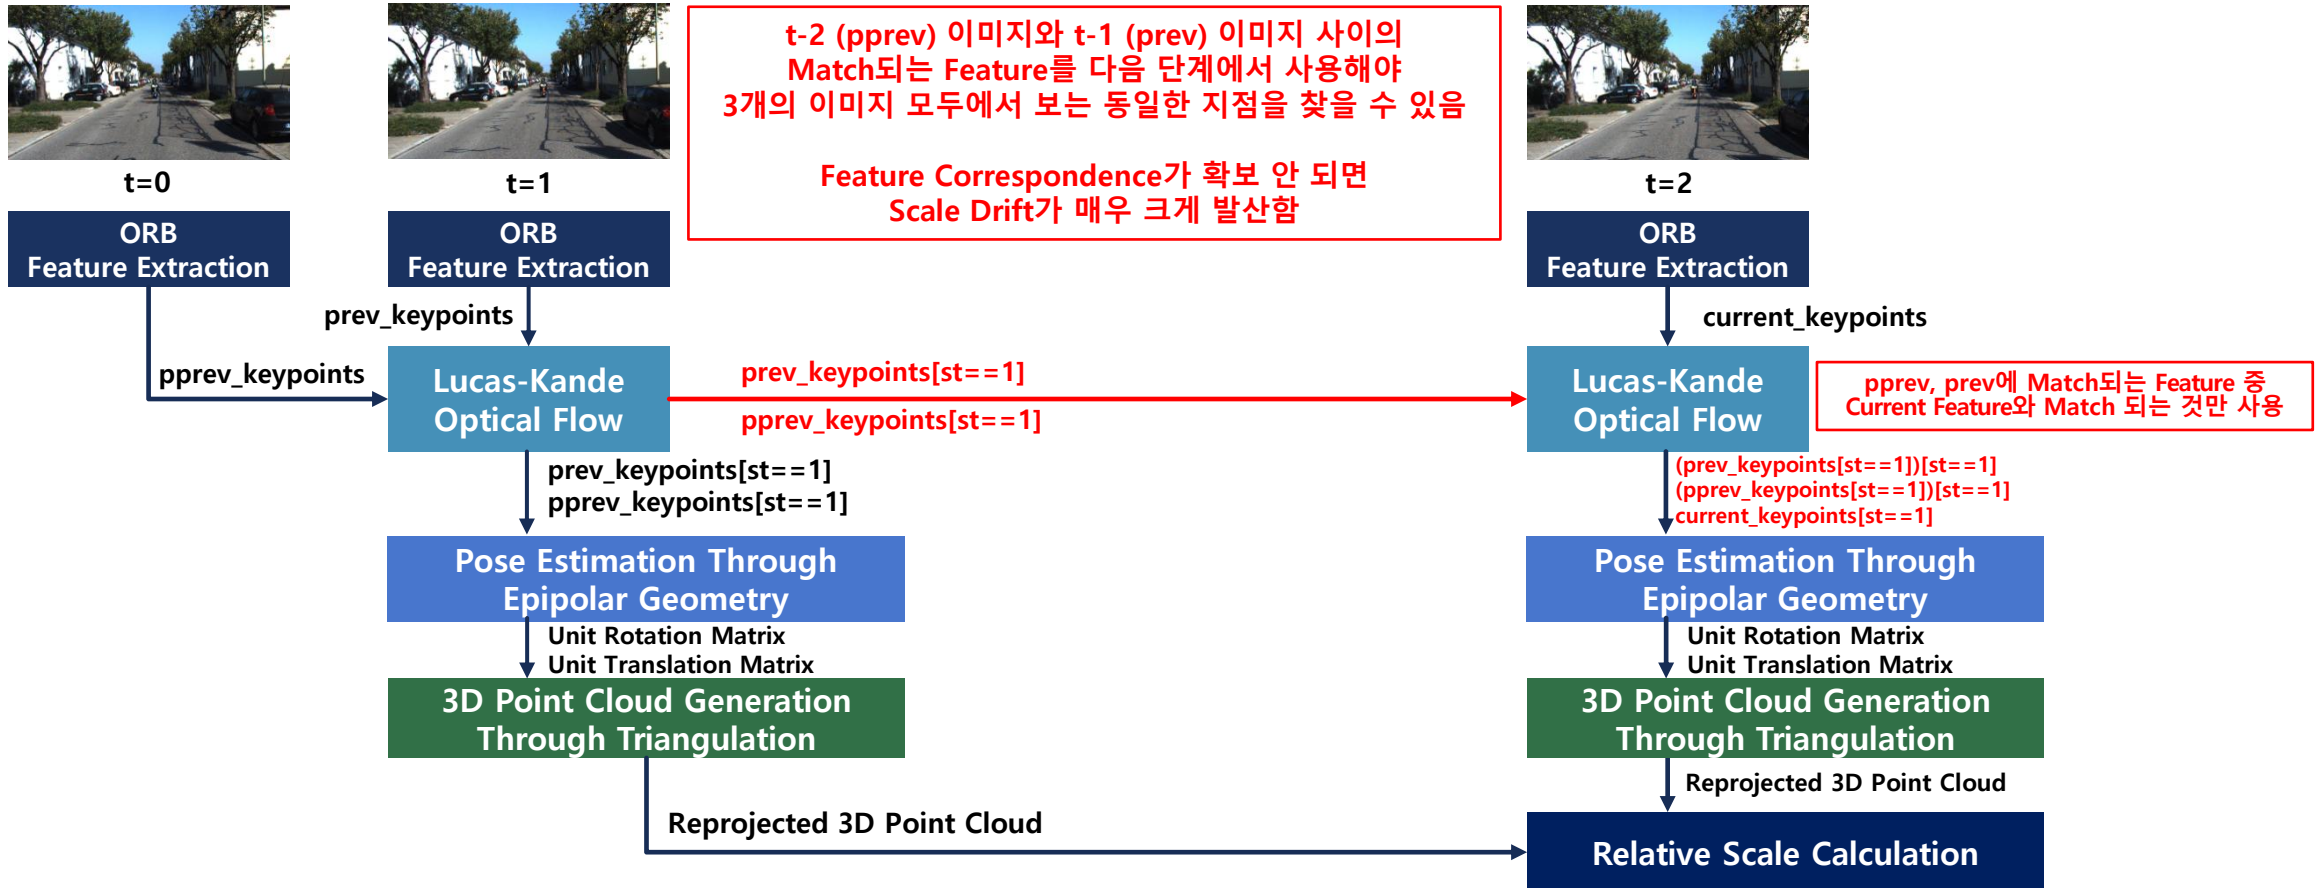 t-2 (pprev) 이미지와 t-1 (prev) 이미지 사이의
Match되는 Feature를 다음 단계에서 사용해야
3개의 이미지 모두에서 보는 동일한 지점을 찾을 수 있음
Feature Correspondence가 확보 안 되면
Scale Drift가 매우 크게 발산함
t=0
t=1
t=2
ORB
Feature Extraction
ORB
Feature Extraction
ORB
Feature Extraction
prev_keypoints
current_keypoints
pprev_keypoints
Lucas-Kande
Optical Flow
prev_keypoints[st==1]
pprev_keypoints[st==1]
Lucas-Kande
Optical Flow
pprev, prev에 Match되는 Feature 중
Current Feature와 Match 되는 것만 사용
prev_keypoints[st==1]
pprev_keypoints[st==1]
(prev_keypoints[st==1])[st==1]
(pprev_keypoints[st==1])[st==1]
current_keypoints[st==1]
Pose Estimation Through
Epipolar Geometry
Pose Estimation Through
Epipolar Geometry
Unit Rotation Matrix
Unit Translation Matrix
Unit Rotation Matrix
Unit Translation Matrix
3D Point Cloud Generation
Through Triangulation
3D Point Cloud Generation
Through Triangulation
Reprojected 3D Point Cloud
Reprojected 3D Point Cloud
Relative Scale Calculation